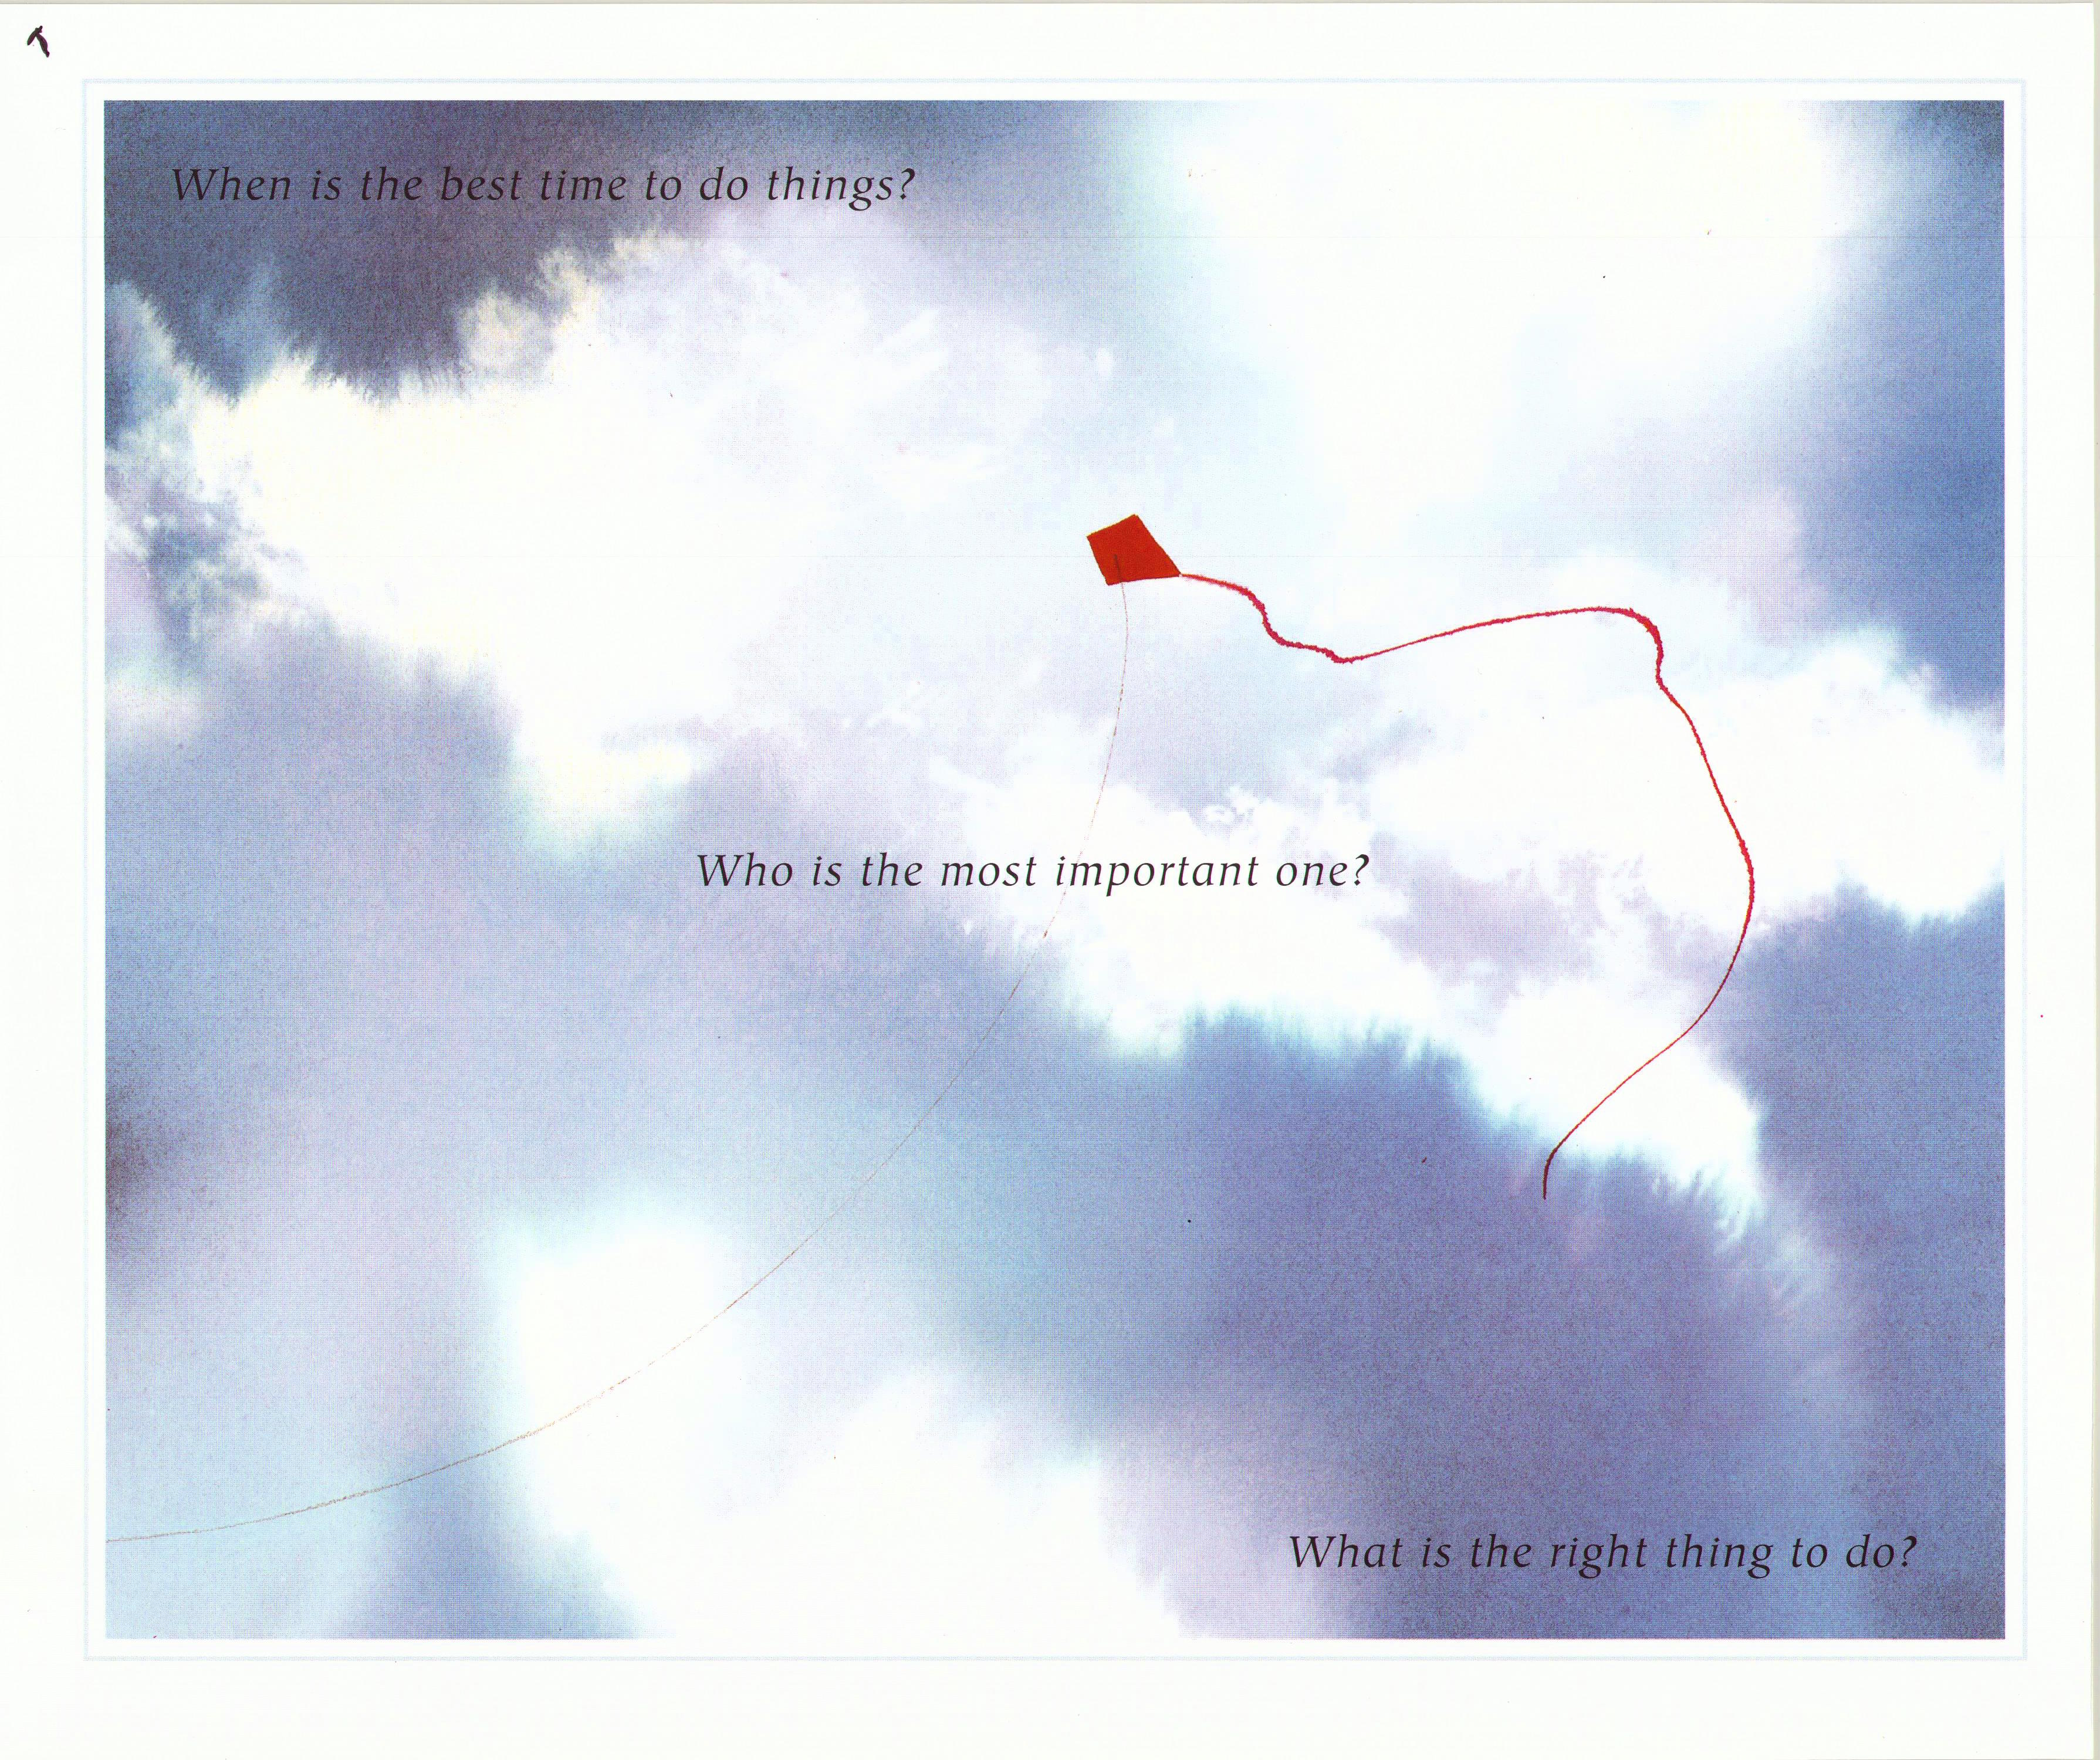 When is the best time to do things?
Who is the most important one?
What is the right thing to do?